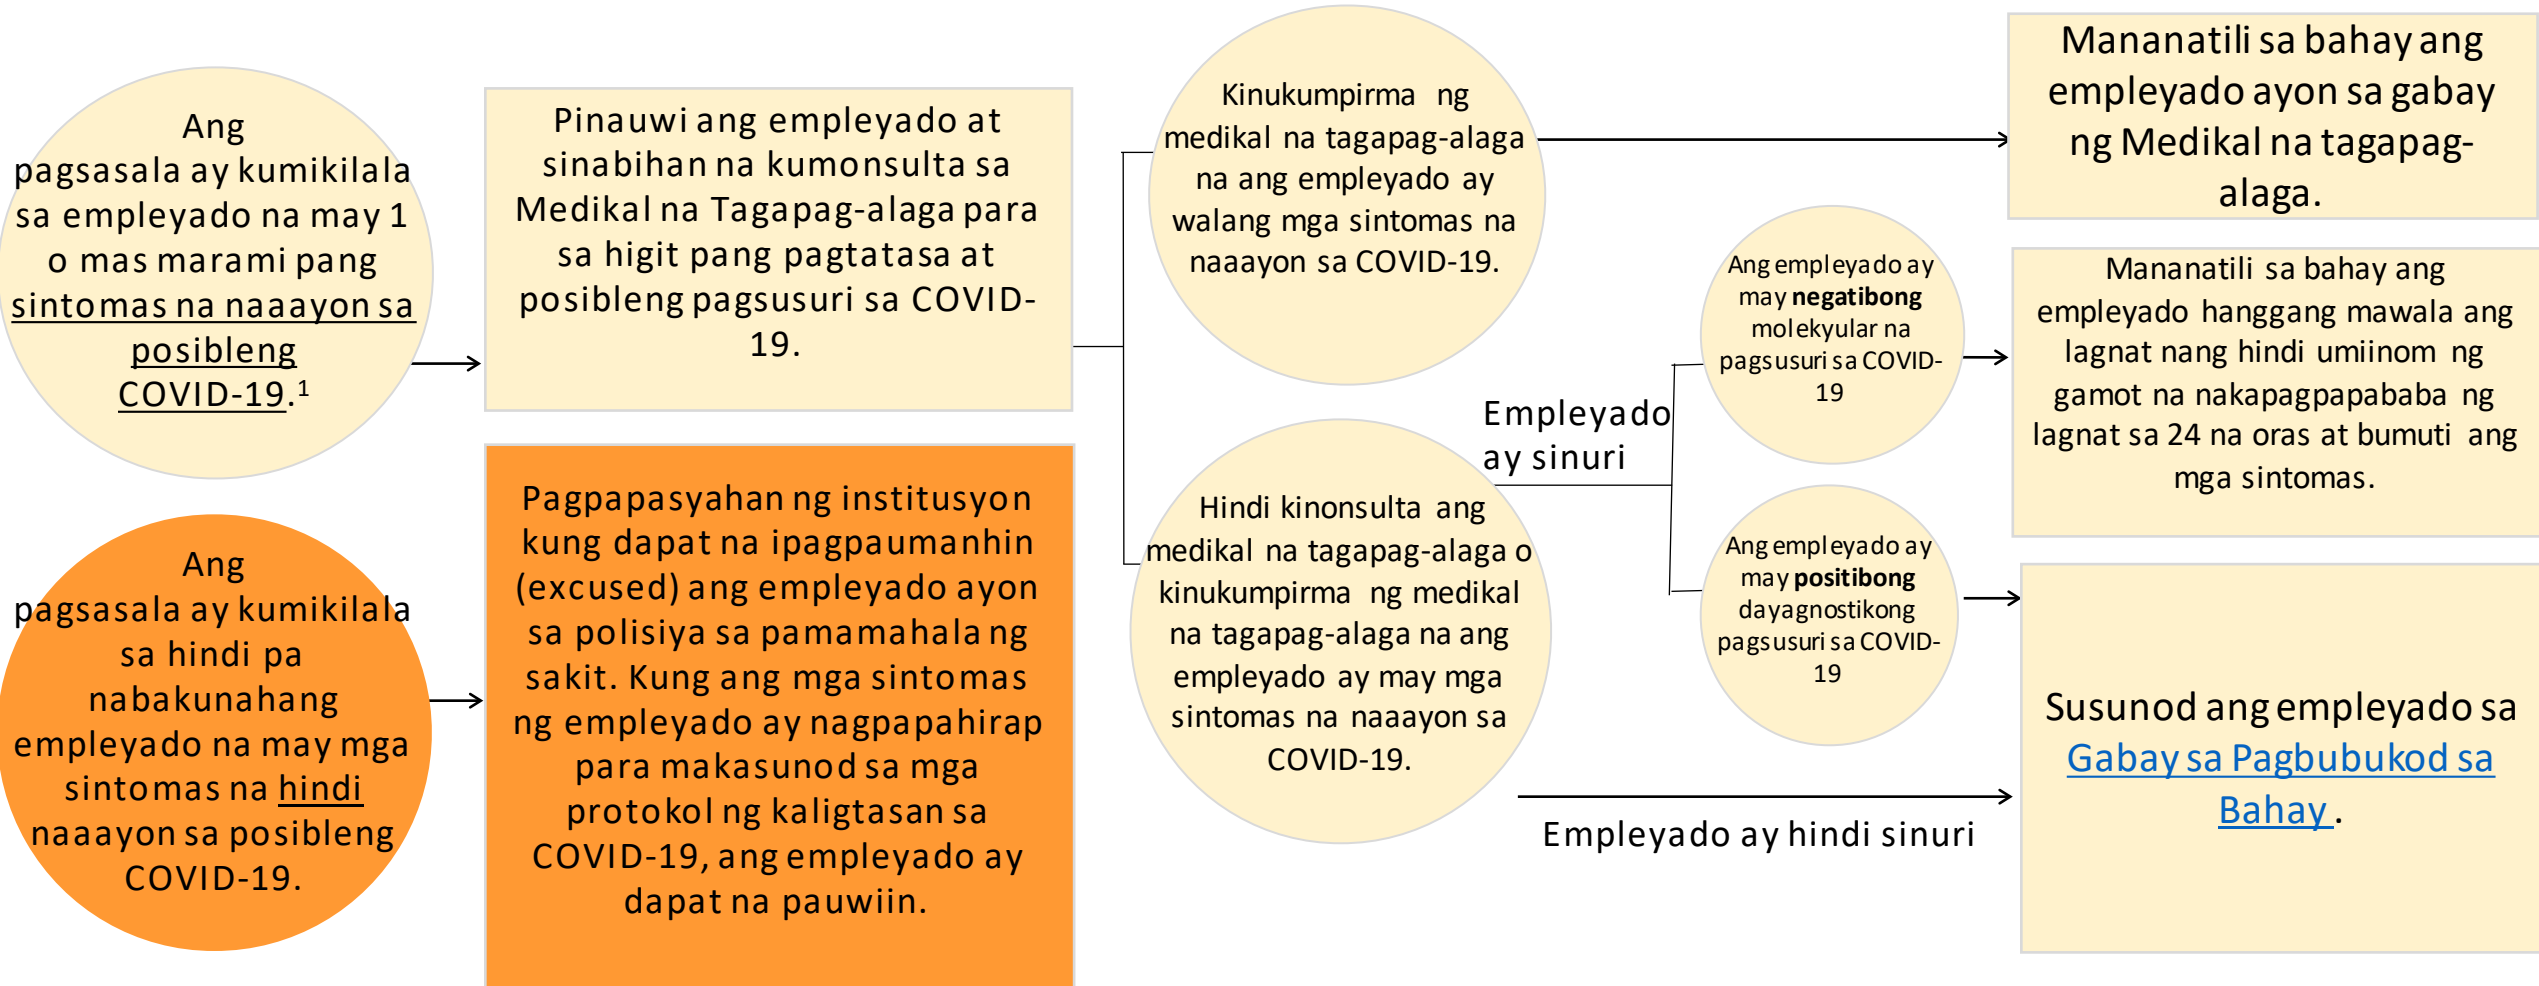 Ang
pagsasala ay kumikilala
sa empleyado na may 1
o mas marami pang
sintomas na naaayon sa
posibleng
COVID-19.¹
Pinauwi ang empleyado at
sinabihan na kumonsulta sa
Medikal na Tagapag-alaga para
sa higit pang pagtatasa at
posibleng pagsusuri sa COVID-
19.
Kinukumpirma ng
medikal na tagapag-alaga
na ang empleyado ay
walang mga sintomas na
naaayon sa COVID-19.
Mananatili sa bahay ang
empleyado ayon sa gabay
ng Medikal na tagapag-
alaga.
Hindi kinonsulta ang
medikal na tagapag-alaga o
kinukumpirma ng medikal
na tagapag-alaga na ang
empleyado ay may mga
sintomas na naaayon sa
COVID-19.
Empleyado
ay sinuri
Ang empleyado ay
may negatibong
molekyular na
pagsusuri sa COVID-
19
Mananatili sa bahay ang
empleyado hanggang mawala ang
lagnat nang hindi umiinom ng
gamot na nakapagpapababa ng
lagnat sa 24 na oras at bumuti ang
mga sintomas.
Ang empleyado ay
may positibong
dayagnostikong
pagsusuri sa COVID-
19
Empleyado ay hindi sinuri
Susunod ang empleyado sa
Gabay sa Pagbubukod sa
Bahay .
Ang
pagsasala ay kumikilala
sa hindi pa
nabakunahang
empleyado na may mga
sintomas na hindi
naaayon sa posibleng
COVID-19.
Pagpapasyahan ng institusyon
kung dapat na ipagpaumanhin
(excused) ang empleyado ayon
sa polisiya sa pamamahala ng
sakit. Kung ang mga sintomas
ng empleyado ay nagpapahirap
para makasunod sa mga
protokol ng kaligtasan sa
COVID-19, ang empleyado ay
dapat na pauwiin.